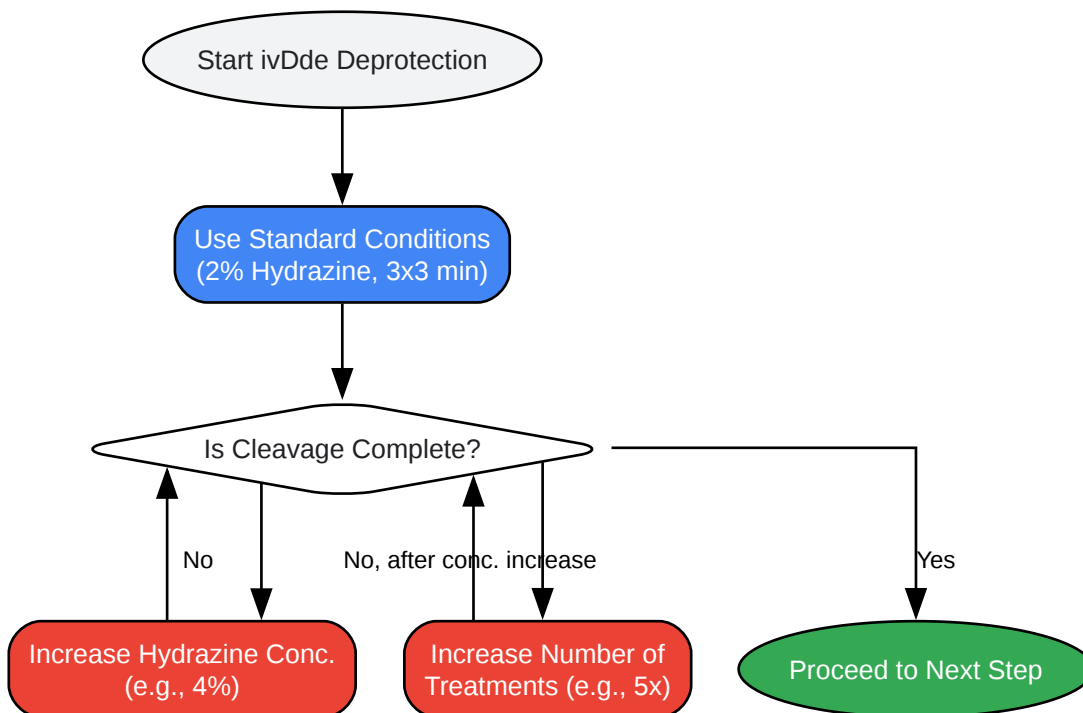 Start ivDde Deprotection
Use Standard Conditions
(2% Hydrazine, 3x3 min)
Is Cleavage Complete?
No
No, after conc. increase
Yes
Increase Hydrazine Conc.
(e.g., 4%)
Increase Number of
Treatments (e.g., 5x)
Proceed to Next Step